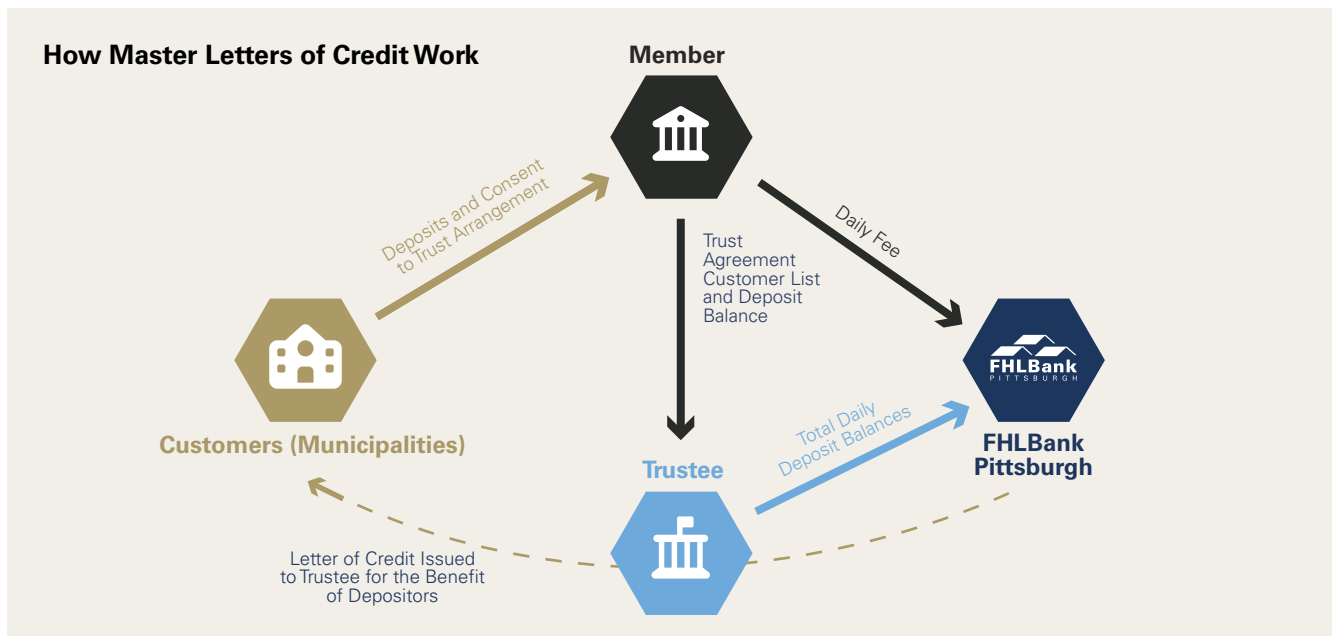 How Master Letters of Credit Work
Member
Deposits and Consent
to Trust Arrangement
Daily Fee
Trust
Agreement
Customer List
and Deposit
Balance
FHLBank
PITTSBURGH
Customers (Municipalities)
Total Daily
Deposit Balances
FHLBank
Pittsburgh
Trustee
Letter of Credit Issued
to Trustee for the Benefit
of Depositors